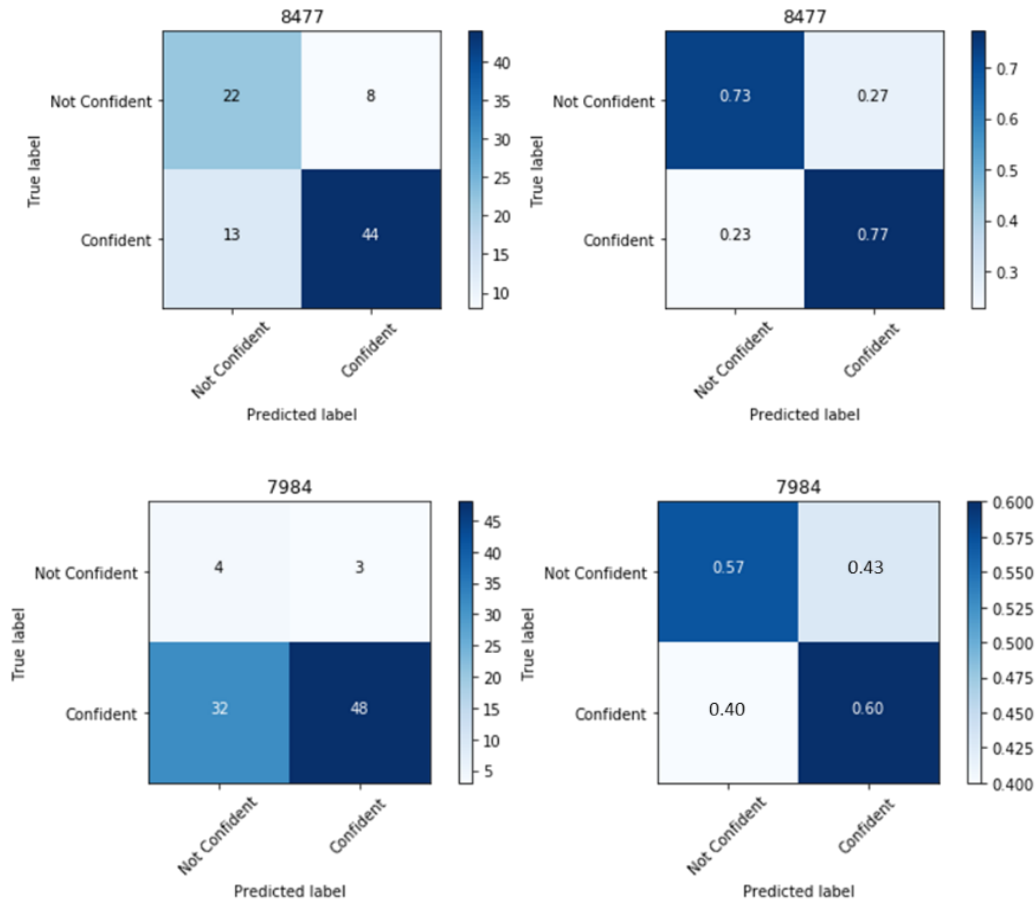 8477
Not Confident
Confident
True label
22
8
13
44
40
35
30
25
20
15
10
Not Confident
Confident
Predicted label
8477
Not Confident
Confident
True label
0.73
0.27
0.23
0.77
0.7
0.6
0.5
0.4
0.3
Not Confident
Confident
Predicted label
7984
Not Confident
Confident
True label
4
3
32
48
45
40
35
30
25
20
15
10
5
Not Confident
Confident
Predicted label
7984
Not Confident
Confident
True label
0.57
0.43
0.40
0.60
0.600
0.575
0.550
0.525
0.500
0.475
0.450
0.425
0.400
Not Confident
Confident
Predicted label